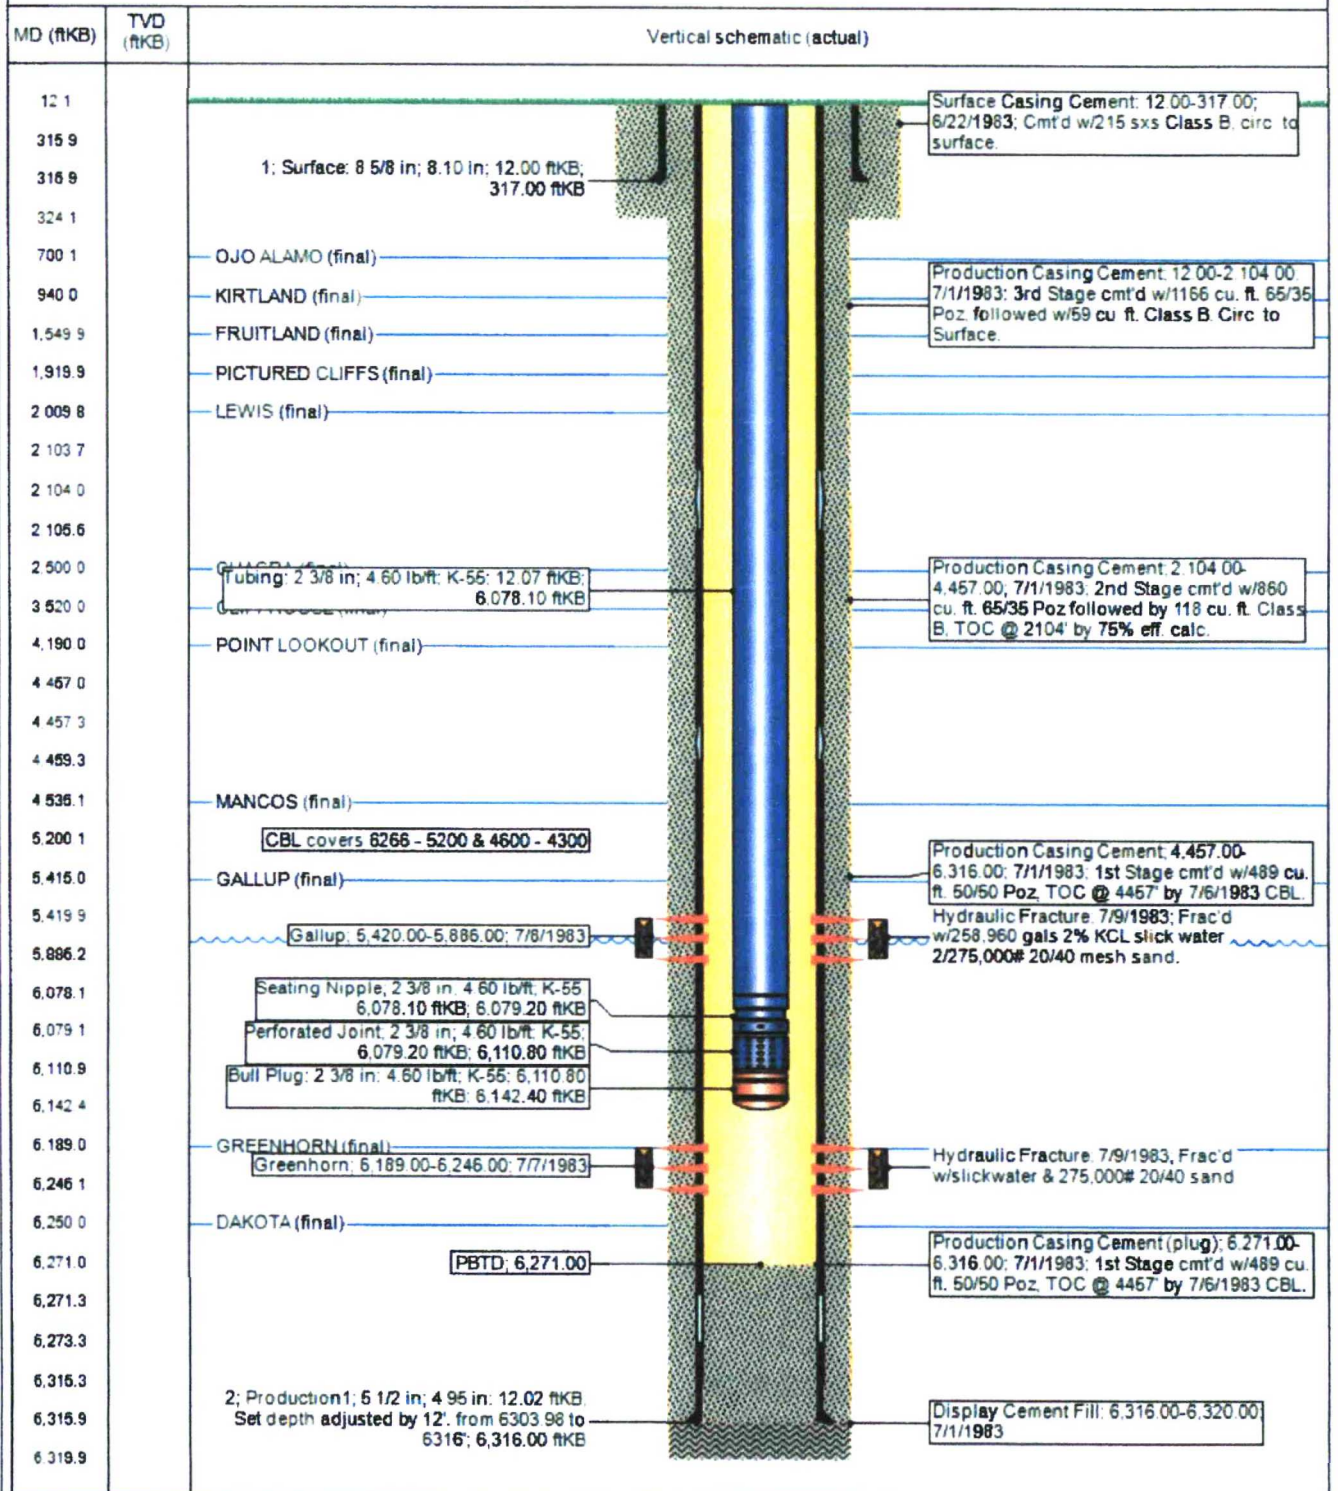 MD (ftKB)
TVD
(ftKB)
Vertical schematic (actual)
12.1
315.9
316.9
324.1
700.1
940.0
1,549.9
1,919.9
2,009.8
2,103.7
2,104.0
2,105.6
2,500.0
3,520.0
4,190.0
4,457.0
4,457.3
4,459.3
4,535.1
5,200.1
5,415.0
5,419.9
5,886.2
6,078.1
6,079.1
6,110.9
6,142.4
6,189.0
6,246.1
6,250.0
6,271.0
6,271.3
6,273.3
6,315.3
6,315.9
6,319.9
1; Surface: 8 5/8 in; 8.10 in; 12.00 ftKB;
317.00 ftKB
OJO ALAMO (final)
KIRTLAND (final)
FRUITLAND (final)
PICTURED CLIFFS (final)
LEWIS (final)
Tubing: 2 3/8 in; 4.60 lb/ft; K-55; 12.07 ftKB;
6,078.10 ftKB
POINT LOOKOUT (final)
MANCOS (final)
CBL covers 6266 - 5200 & 4600 - 4300
GALLUP (final)
Gallup; 5,420.00-5,886.00; 7/8/1983
Seating Nipple; 2 3/8 in; 4.60 lb/ft; K-55
6,078.10 ftKB; 6,079.20 ftKB
Perforated Joint; 2 3/8 in; 4.60 lb/ft; K-55;
6,079.20 ftKB; 6,110.80 ftKB
Bull Plug: 2 3/8 in: 4.60 lb/ft; K-55; 6,110.80
ftKB; 6,142.40 ftKB
GREENHORN (final)
Greenhorn; 6,189.00-6,246.00; 7/7/1983
DAKOTA (final)
PBTD; 6,271.00
2; Production1; 5 1/2 in; 4.95 in; 12.02 ftKB
Set depth adjusted by 12'. from 6303.98 to
6316'; 6,316.00 ftKB
Surface Casing Cement: 12.00-317.00;
6/22/1983; Cmt'd w/215 sxs Class B. circ to
surface.
Production Casing Cement; 12.00-2,104.00;
7/1/1983; 3rd Stage cmt'd w/1166 cu. ft. 65/35
Poz. followed w/59 cu ft. Class B. Circ to
Surface.
Production Casing Cement; 2,104.00-
4,457.00; 7/1/1983; 2nd Stage cmt'd w/860
cu. ft. 65/35 Poz followed by 118 cu. ft. Class
B. TOC @ 2104' by 75% eff. calc.
Production Casing Cement; 4,457.00-
6,316.00; 7/1/1983; 1st Stage cmt'd w/489 cu.
ft. 50/50 Poz, TOC @ 4457' by 7/6/1983 CBL.
Hydraulic Fracture; 7/9/1983; Frac'd
w/258,960 gals 2% KCL slick water
2/275,000# 20/40 mesh sand.
Hydraulic Fracture; 7/9/1983, Frac'd
w/slickwater & 275,000# 20/40 sand
Production Casing Cement (plug); 6,271.00-
6,316.00; 7/1/1983; 1st Stage cmt'd w/489 cu.
ft. 50/50 Poz, TOC @ 4457' by 7/6/1983 CBL.
Display Cement Fill: 6,316.00-6,320.00;
7/1/1983